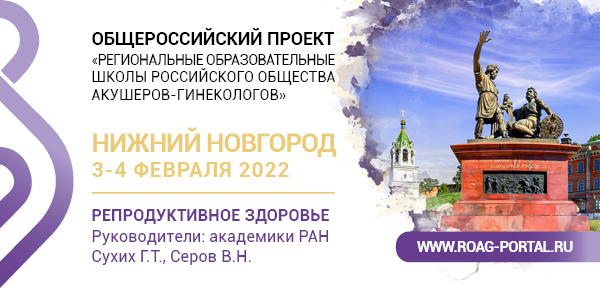 ОБЩЕРОССИЙСКИЙ ПРОЕКТ
«РЕГИОНАЛЬНЫЕ ОБРАЗОВАТЕЛЬНЫЕ
ШКОЛЫ РОССИЙСКОГО ОБЩЕСТВА
АКУШЕРОВ-ГИНЕКОЛОГОВ»
НИЖНИЙ НОВГОРОД
3-4 ФЕВРАЛЯ 2022
РЕПРОДУКТИВНОЕ ЗДОРОВЬЕ
Руководители: академики РАН
Сухих Г.Т., Серов В.Н.
WWW.ROAG-PORTAL.RU